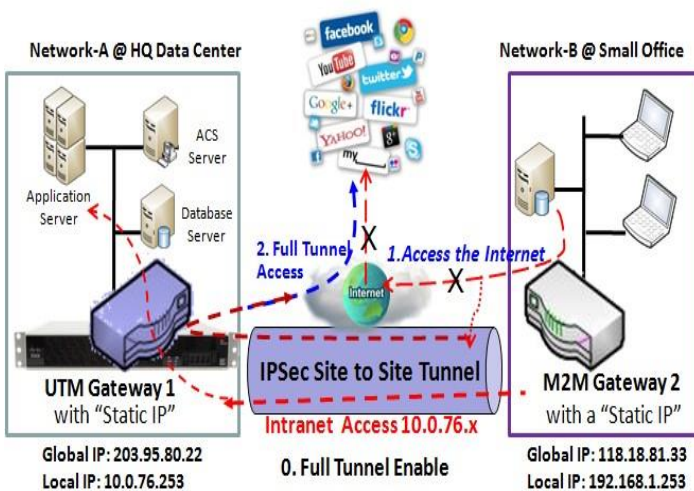 Network-A @ HQ Data Center
Network-B @ Small Office
facebook
YouTube
twitter
Google+
flickr
YAHOO!
g+
my
Application
Server
ACS
Server
Database
Server
2. Full Tunnel
Access
1.Access the Internet
X
X
Internet
IPSec Site to Site Tunnel
UTM Gateway 1
with “Static IP”
Intranet Access 10.0.76.x
M2M Gateway 2
with a “Static IP”
Global IP: 203.95.80.22
Local IP: 10.0.76.253
0. Full Tunnel Enable
Global IP: 118.18.81.33
Local IP: 192.168.1.253